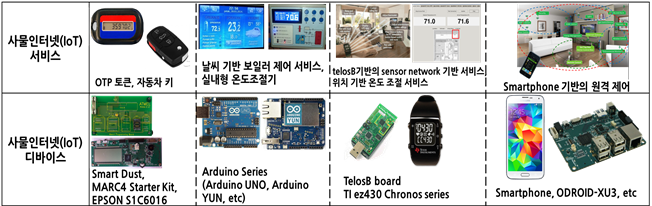 사물인터넷(IoT)
서비스
OTP 토큰, 자동차 키
날씨 기반 보일러 제어 서비스,
실내형 온도조절기
telosB기반의 sensor network 기반 서비스
위치 기반 온도 조절 서비스
71.0
71.6
Smartphone 기반의 원격 제어
사물인터넷(IoT)
디바이스
Smart Dust,
MARC4 Starter Kit,
EPSON S1C6016
Arduino Series
(Arduino UNO, Arduino
YUN, etc)
TelosB board
TI ez430 Chronos series
Smartphone, ODROID-XU3, etc